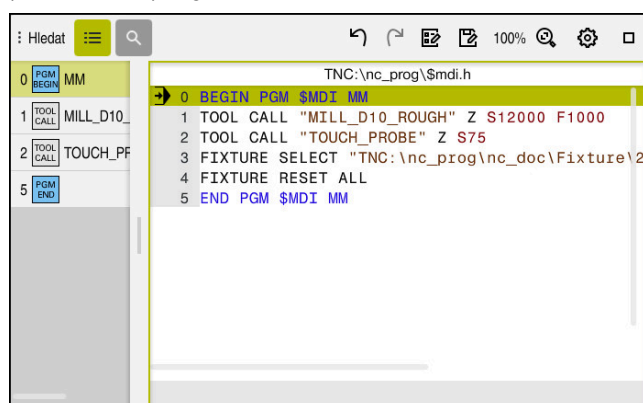 Hledat
100%
TNC:\nc_prog\$mdi.h
0 PGM BEGIN MM
1 TOOL CALL MILL_D10_
2 TOOL CALL TOUCH_PR
5 PGM END
0 BEGIN PGM $MDI MM
1 TOOL CALL "MILL_D10_ROUGH" Z S12000 F1000
2 TOOL CALL "TOUCH_PROBE" Z S75
3 FIXTURE SELECT "TNC:\nc_prog\nc_doc\Fixture\2
4 FIXTURE RESET ALL
5 END PGM $MDI MM